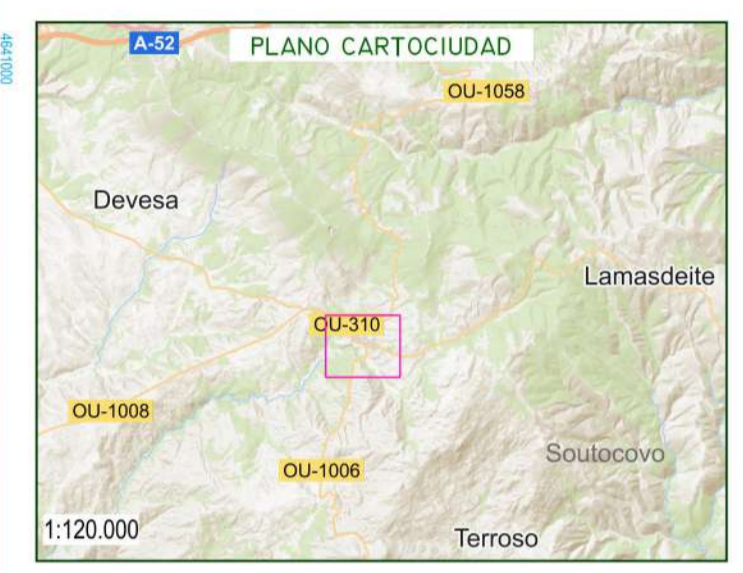 4641000
A-52
PLANO CARTOCIUDAD
OU-1058
Devesa
Lamasdeite
OU-310
OU-1008
Soutocovo
OU-1006
1:120.000
Terroso